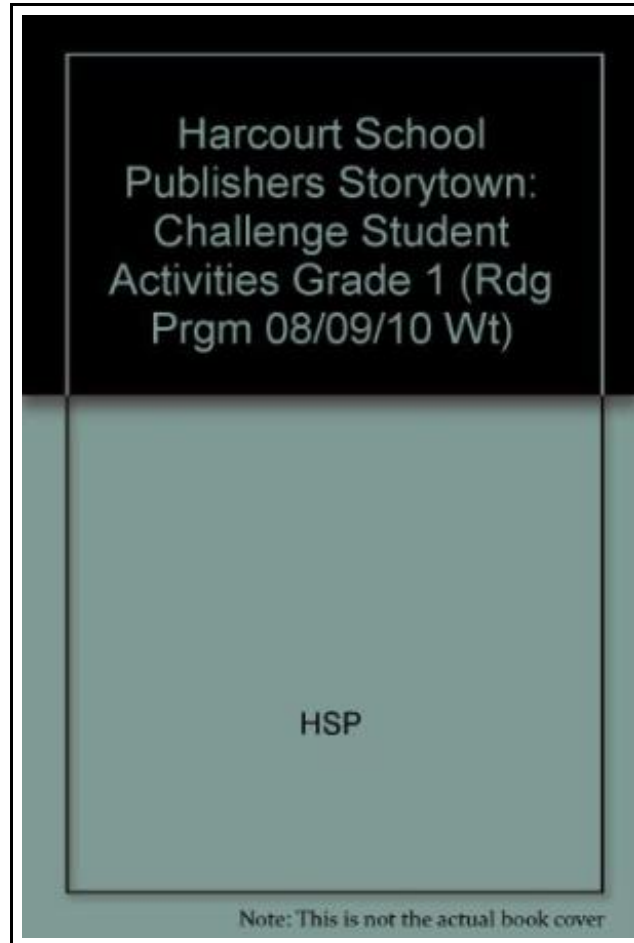 Harcourt School
Publishers Storytown:
Challenge Student
Activities Grade 1 (Rdg
Prgm 08/09/10 Wt)
HSP
Note: This is not the actual book cover